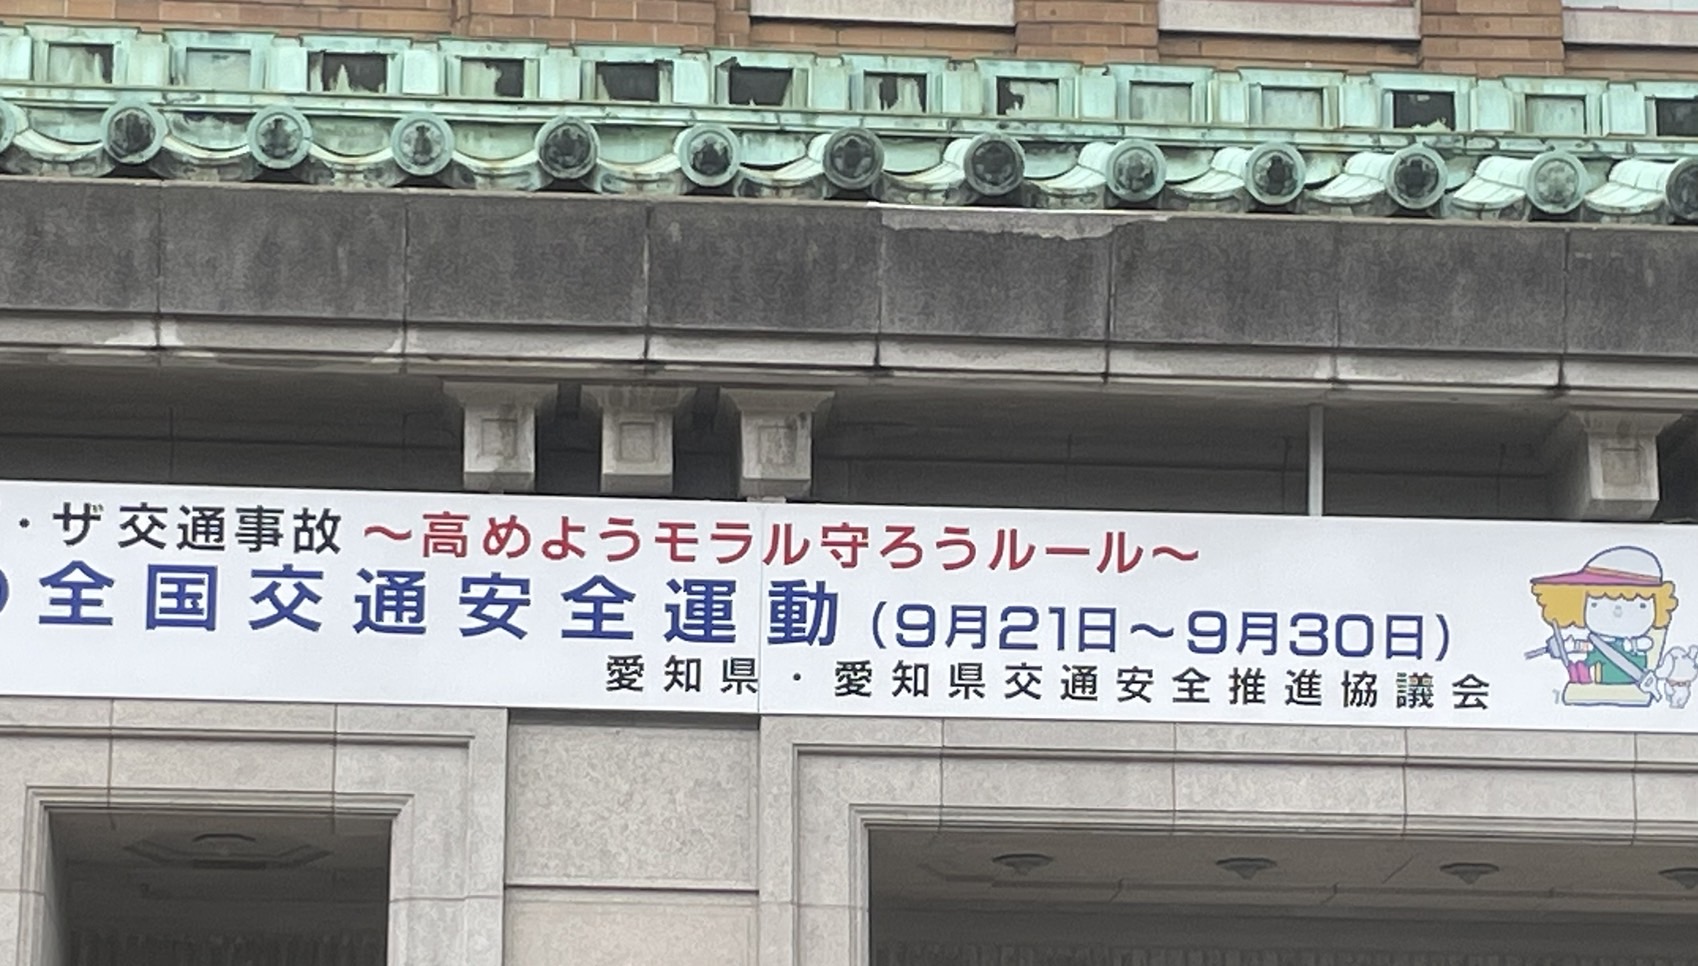 ・ザ交通事故 ～高めようモラル守ろうルール～
全国交通安全運動(9月21日～9月30日)
愛知県・愛知県交通安全推進協議会